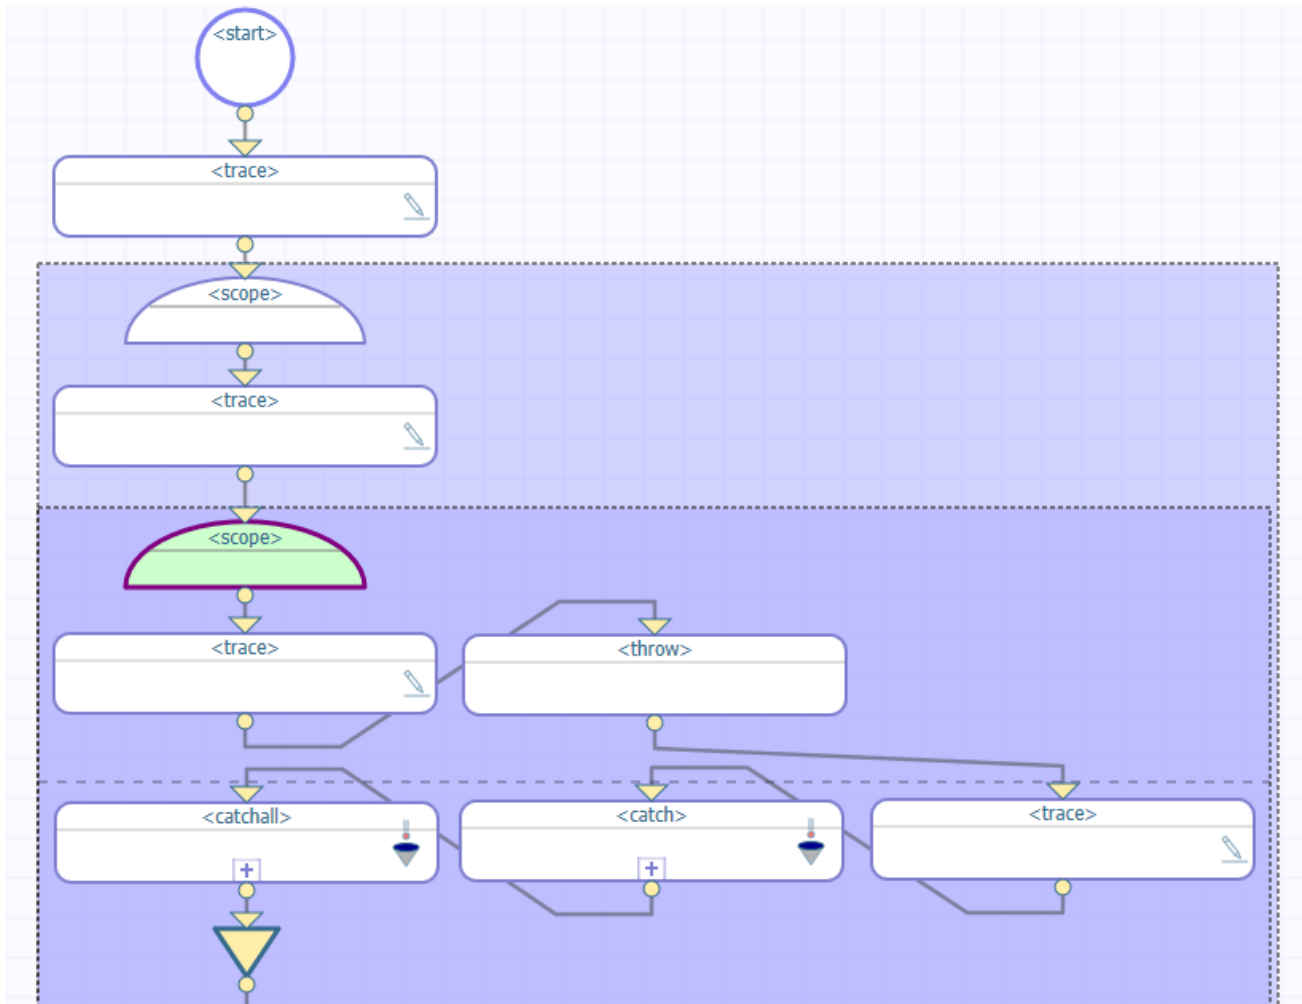 <start>
<trace>
<scope>
<trace>
<scope>
<trace>
<throw>
<catchall>
<catch>
<trace>